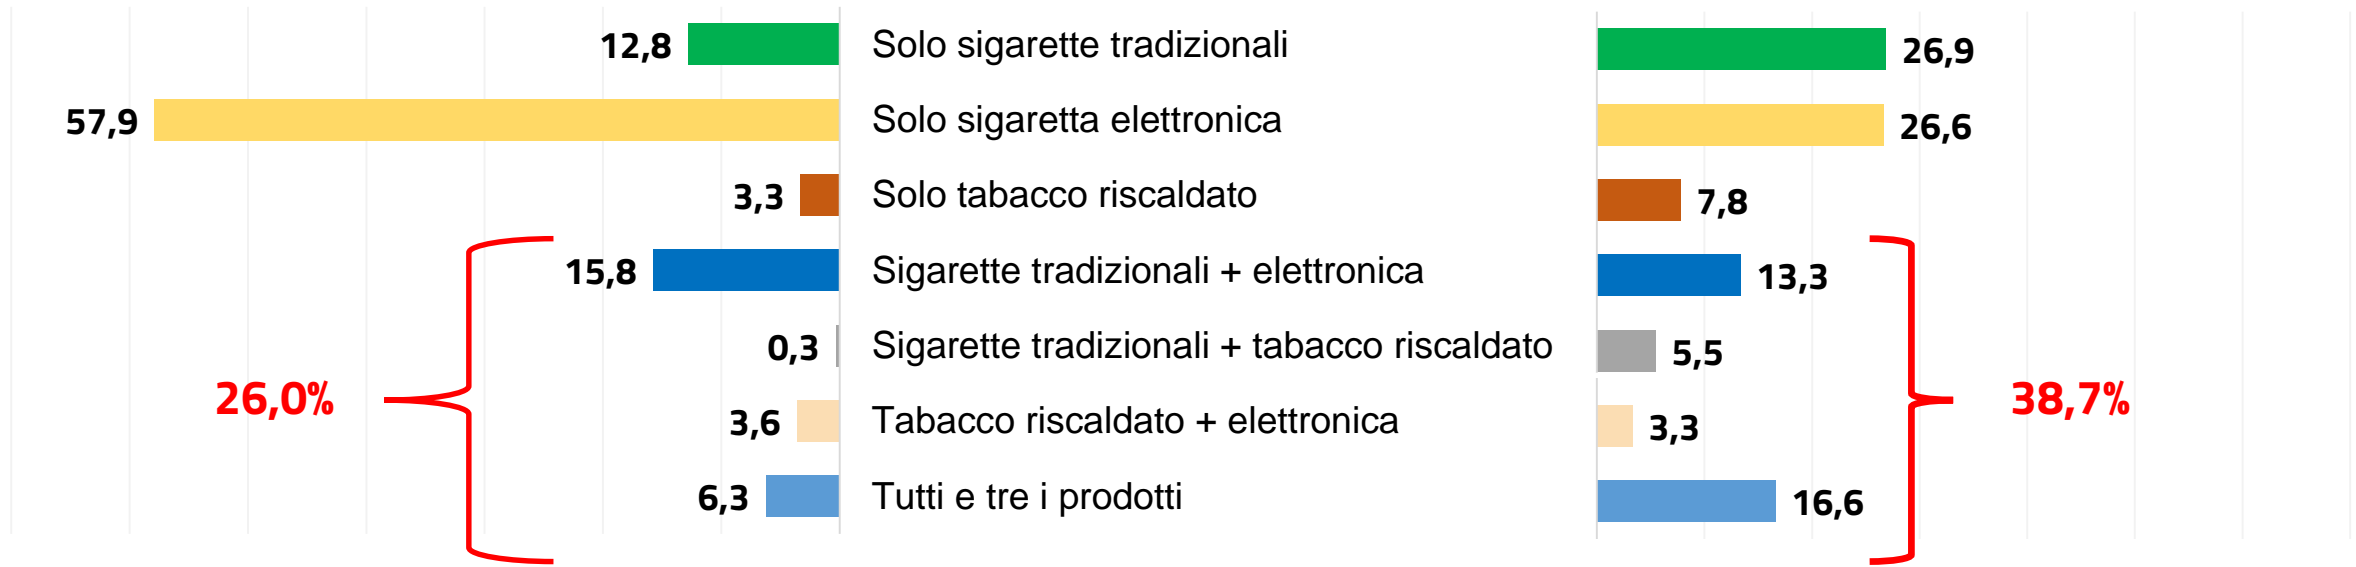 12,8 Solo sigarette tradizionali 26,9
57,9 Solo sigaretta elettronica 26,6
3,3 Solo tabacco riscaldato 7,8
15,8 Sigarette tradizionali + elettronica 13,3
0,3 Sigarette tradizionali + tabacco riscaldato 5,5
26,0% 38,7%
3,6 Tabacco riscaldato + elettronica 3,3
6,3 Tutti e tre i prodotti 16,6